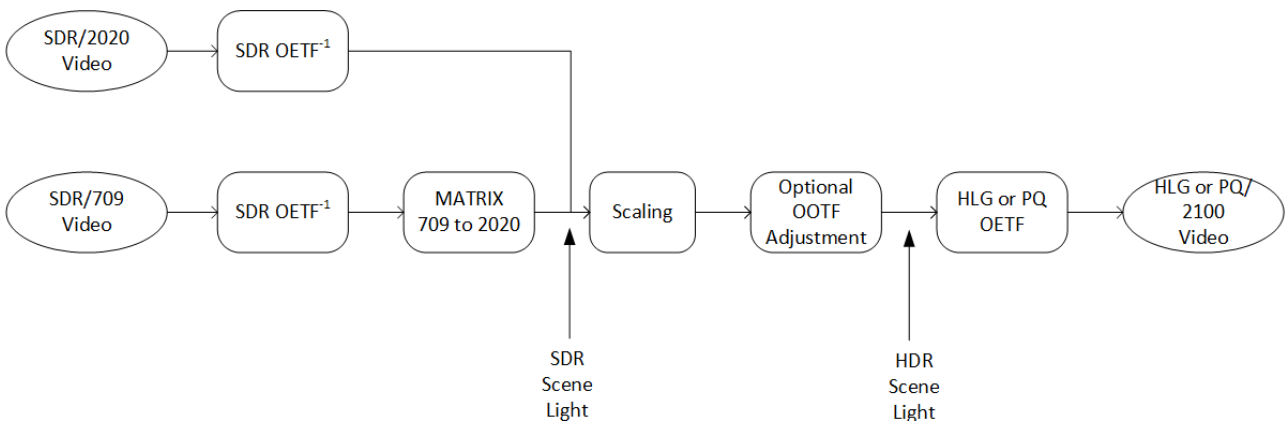 SDR/2020
Video
SDR OETF⁻¹
SDR/709
Video
SDR OETF⁻¹
MATRIX
709 to 2020
Scaling
Optional
OOTF
Adjustment
HLG or PQ
OETF
HLG or PQ/
2100
Video
SDR
Scene
Light
HDR
Scene
Light